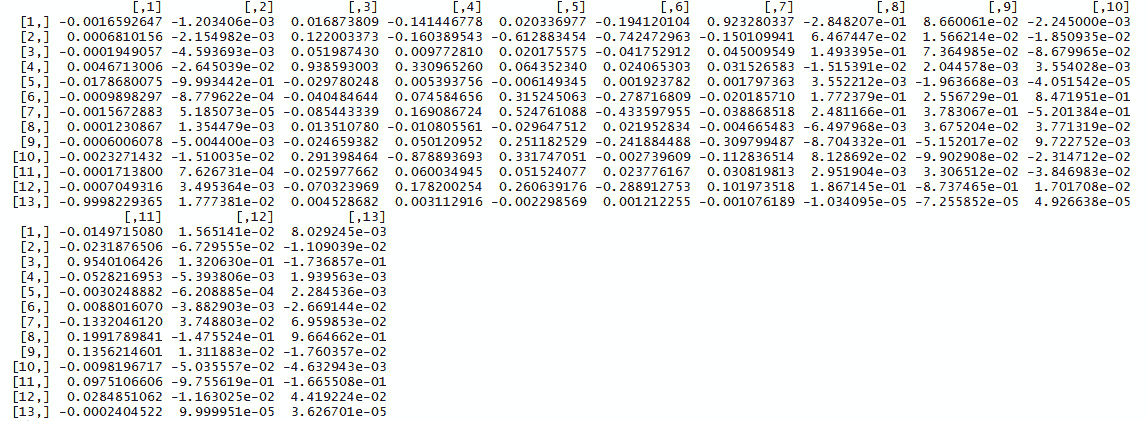 [,1] [,2] [,3] [,4] [,5] [,6] [,7] [,8] [,9] [,10]
[1,] -0.0016592647 -1.203406e-03 0.016873809 -0.141446778 0.020336977 -0.194120104 0.923280337 -2.848207e-01 8.660061e-02 -2.245000e-03
[2,] 0.0006810156 -2.154982e-03 0.122003373 -0.160389543 -0.612883454 -0.742472963 -0.150109941 6.467447e-02 1.566214e-02 -1.850935e-02
[3,] -0.0001949057 -4.593693e-03 0.051987430 0.009772810 0.020175575 -0.041752912 0.045009549 1.493395e-01 7.364985e-02 -8.679965e-02
[4,] 0.0046713006 -2.645039e-02 0.938593003 0.330965260 0.064352340 0.024065303 0.031526583 -1.515391e-02 2.044578e-03 3.554028e-03
[5,] -0.0178680075 -9.993442e-01 -0.029780248 0.005393756 -0.006149345 0.001923782 0.001797363 3.552212e-03 -1.963668e-03 -4.051542e-05
[6,] -0.0009898297 -8.779622e-04 -0.040484644 0.074584656 0.315245063 -0.278716809 -0.020185710 1.772379e-01 2.556729e-01 8.471951e-01
[7,] -0.0015672883 5.185073e-05 -0.085443339 0.169086724 0.524761088 -0.433597955 -0.038868518 2.481166e-01 3.783067e-01 -5.201384e-01
[8,] 0.0001230867 1.354479e-03 0.013510780 -0.010805561 -0.029647512 0.021952834 -0.004665483 -6.497968e-03 3.675204e-02 3.771319e-02
[9,] -0.0006006078 -5.004400e-03 -0.024659382 0.050120952 0.251182529 -0.241884488 -0.309799487 -8.704332e-01 -5.152017e-02 9.722752e-03
[10,] -0.0023271432 -1.510035e-02 0.291398464 -0.878893693 0.331747051 -0.002739609 -0.112836514 8.128692e-02 -9.902908e-02 -2.314712e-02
[11,] -0.0001713800 7.626731e-04 -0.025977662 0.060034945 0.051524077 0.023776167 0.030819813 2.951904e-03 3.306512e-02 -3.846983e-02
[12,] -0.0007049316 3.495364e-03 -0.070323969 0.178200254 0.260639176 -0.288912753 0.101973518 1.867145e-01 -8.737465e-01 1.701708e-02
[13,] -0.9998229365 1.777381e-02 0.004528682 0.003112916 -0.002298569 0.001212255 -0.001076189 -1.034095e-05 -7.255852e-05 4.926638e-05
[,11] [,12] [,13]
[1,] -0.0149715080 1.565141e-02 8.029245e-03
[2,] -0.0231876506 -6.729555e-02 -1.109039e-02
[3,] 0.9540106426 1.320630e-01 -1.736857e-01
[4,] -0.0528216953 -5.393806e-03 1.939563e-03
[5,] -0.0030248882 -6.208885e-04 2.284536e-03
[6,] 0.0088016070 -3.882903e-03 -2.669144e-02
[7,] -0.1332046120 3.748803e-02 6.959853e-02
[8,] 0.1991789841 -1.475524e-01 9.664662e-01
[9,] 0.1356214601 1.311883e-02 -1.760357e-02
[10,] -0.0098196717 -5.035557e-02 -4.632943e-03
[11,] 0.0975106606 -9.755619e-01 -1.665508e-01
[12,] 0.0284851062 -1.163025e-02 4.419224e-02
[13,] -0.0002404522 9.999951e-05 3.626701e-05